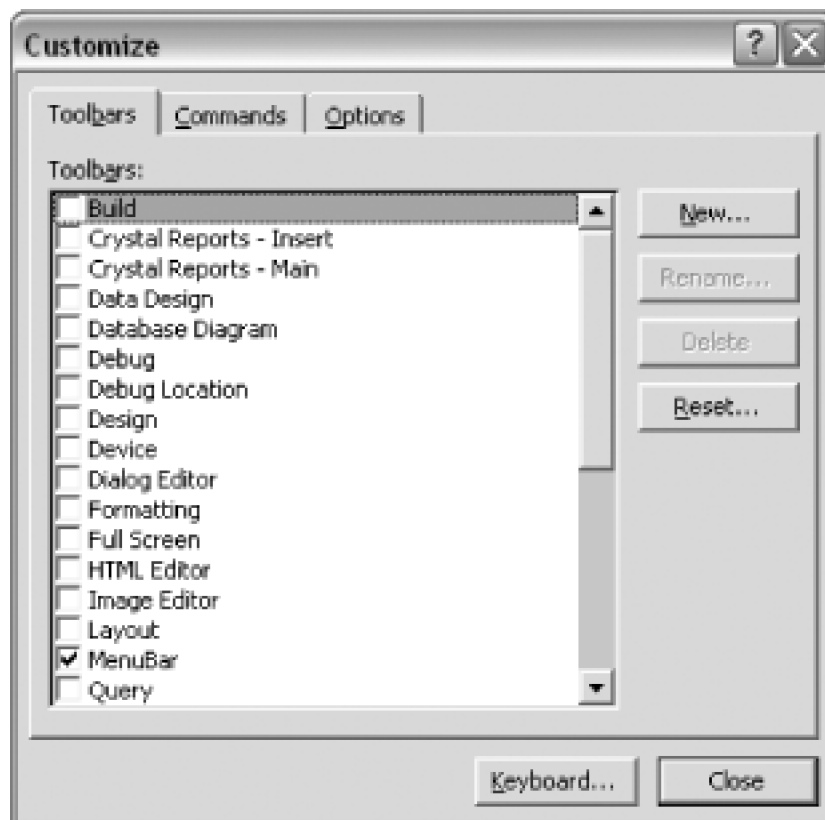 Customize
Toolbars Commands Options
Toolbars:
Build
Crystal Reports - Insert
Crystal Reports - Main
Data Design
Database Diagram
Debug
Debug Location
Design
Device
Dialog Editor
Formatting
Full Screen
HTML Editor
Image Editor
Layout
MenuBar
Query
New...
Rename...
Delete
Reset...
Keyboard... Close